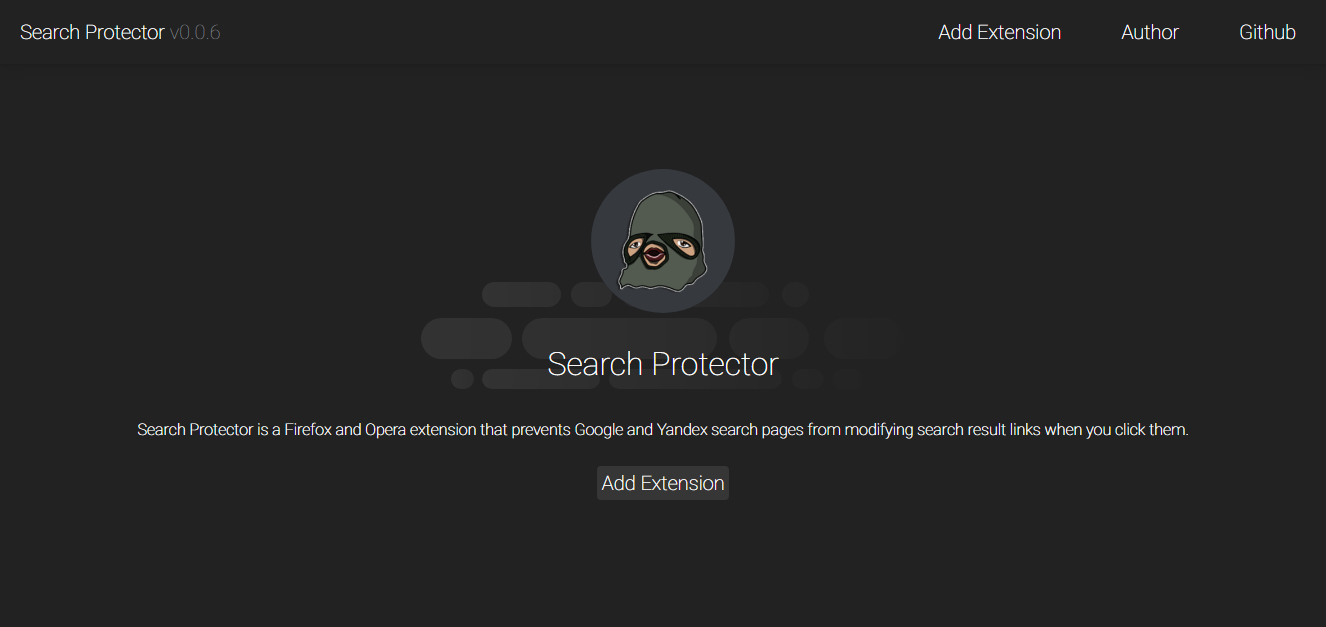 Search Protector v0.0.6
Add Extension
Author
Github
Search Protector
Search Protector is a Firefox and Opera extension that prevents Google and Yandex search pages from modifying search result links when you click them.
Add Extension